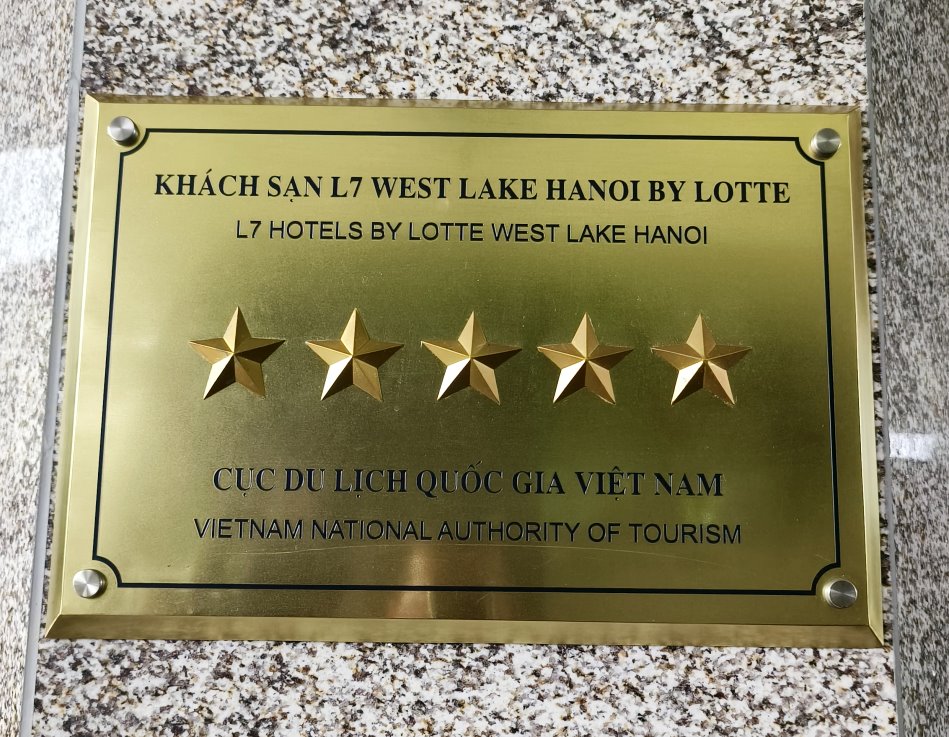 KHÁCH SẠN L7 WEST LAKE HANOI BY LOTTE
L7 HOTELS BY LOTTE WEST LAKE HANOI
CỤC DU LỊCH QUỐC GIA VIỆT NAM
VIETNAM NATIONAL AUTHORITY OF TOURISM